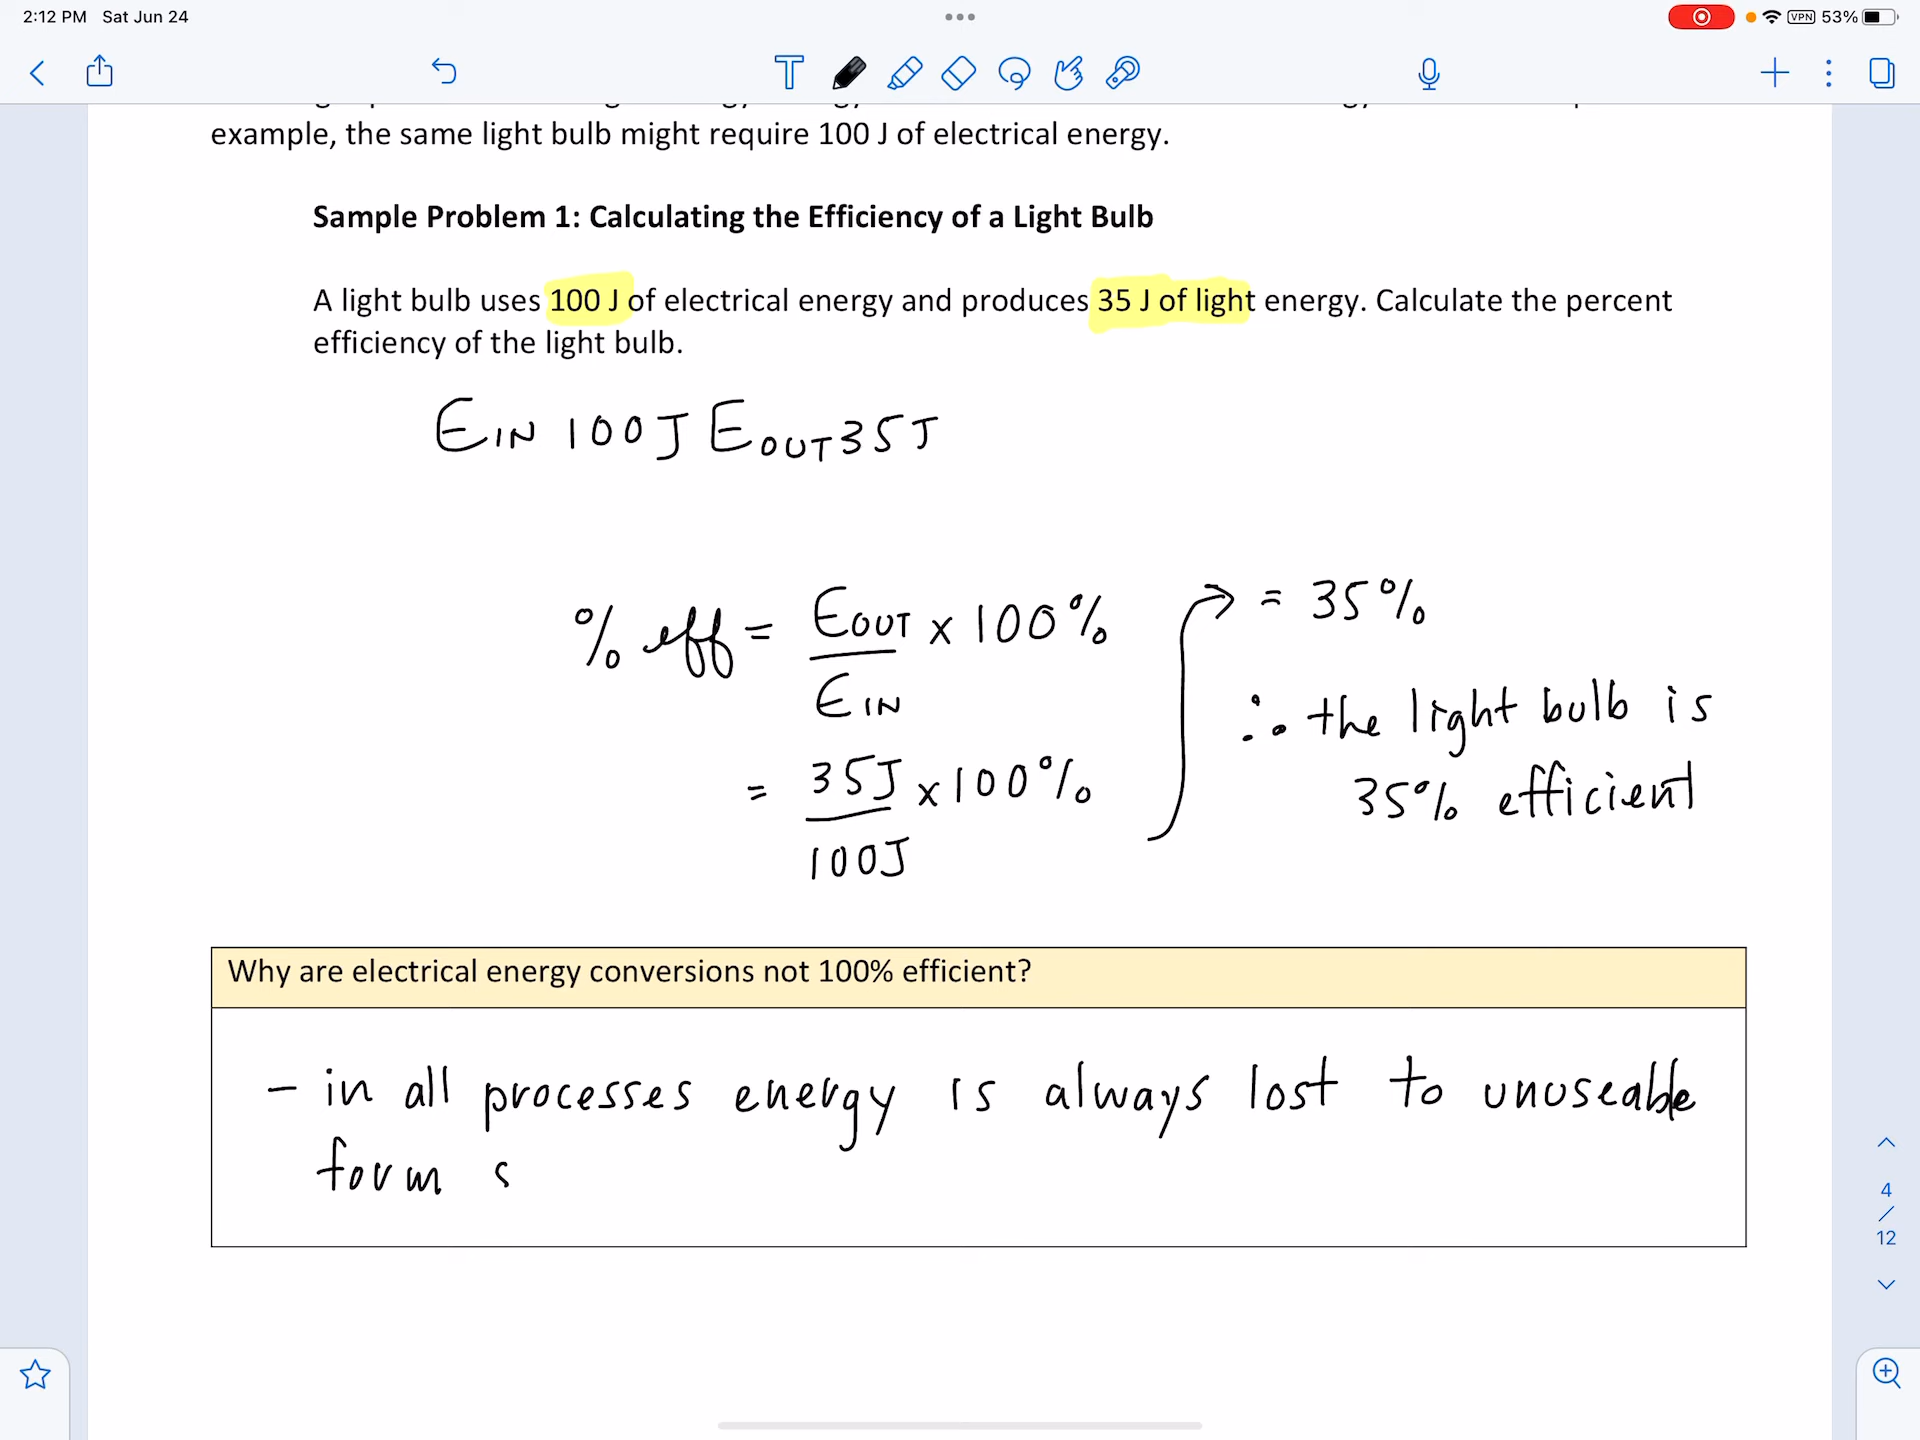 2:12 PM Sat Jun 24
VPN 53%
example, the same light bulb might require 100 J of electrical energy.
Sample Problem 1: Calculating the Efficiency of a Light Bulb
A light bulb uses 100 J of electrical energy and produces 35 J of light energy. Calculate the percent
efficiency of the light bulb.
EIN 100J EOUT 35J
% eff = EOUT x 100%
EIN
= 35J x 100%
100J
= 35%
∴ the light bulb is
35% efficient
Why are electrical energy conversions not 100% efficient?
- in all processes energy is always lost to unuseable
form s
4
/
12